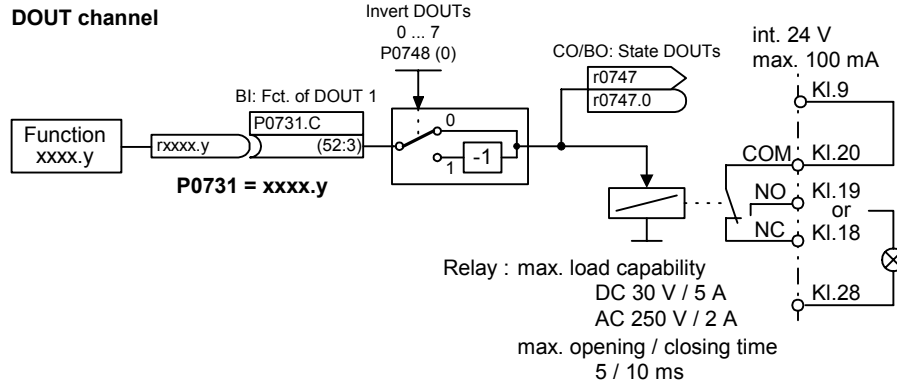 DOUT channel
Invert DOUTs
0 ... 7
P0748 (0)
CO/BO: State DOUTs
r0747
r0747.0
int. 24 V
max. 100 mA
Kl.9
BI: Fct. of DOUT 1
P0731.C
(52:3)
Function
xxxx.y
rxxxx.y
P0731 = xxxx.y
0
1
-1
COM
Kl.20
NO
Kl.19
or
NC
Kl.18
Kl.28
Relay : max. load capability
DC 30 V / 5 A
AC 250 V / 2 A
max. opening / closing time
5 / 10 ms